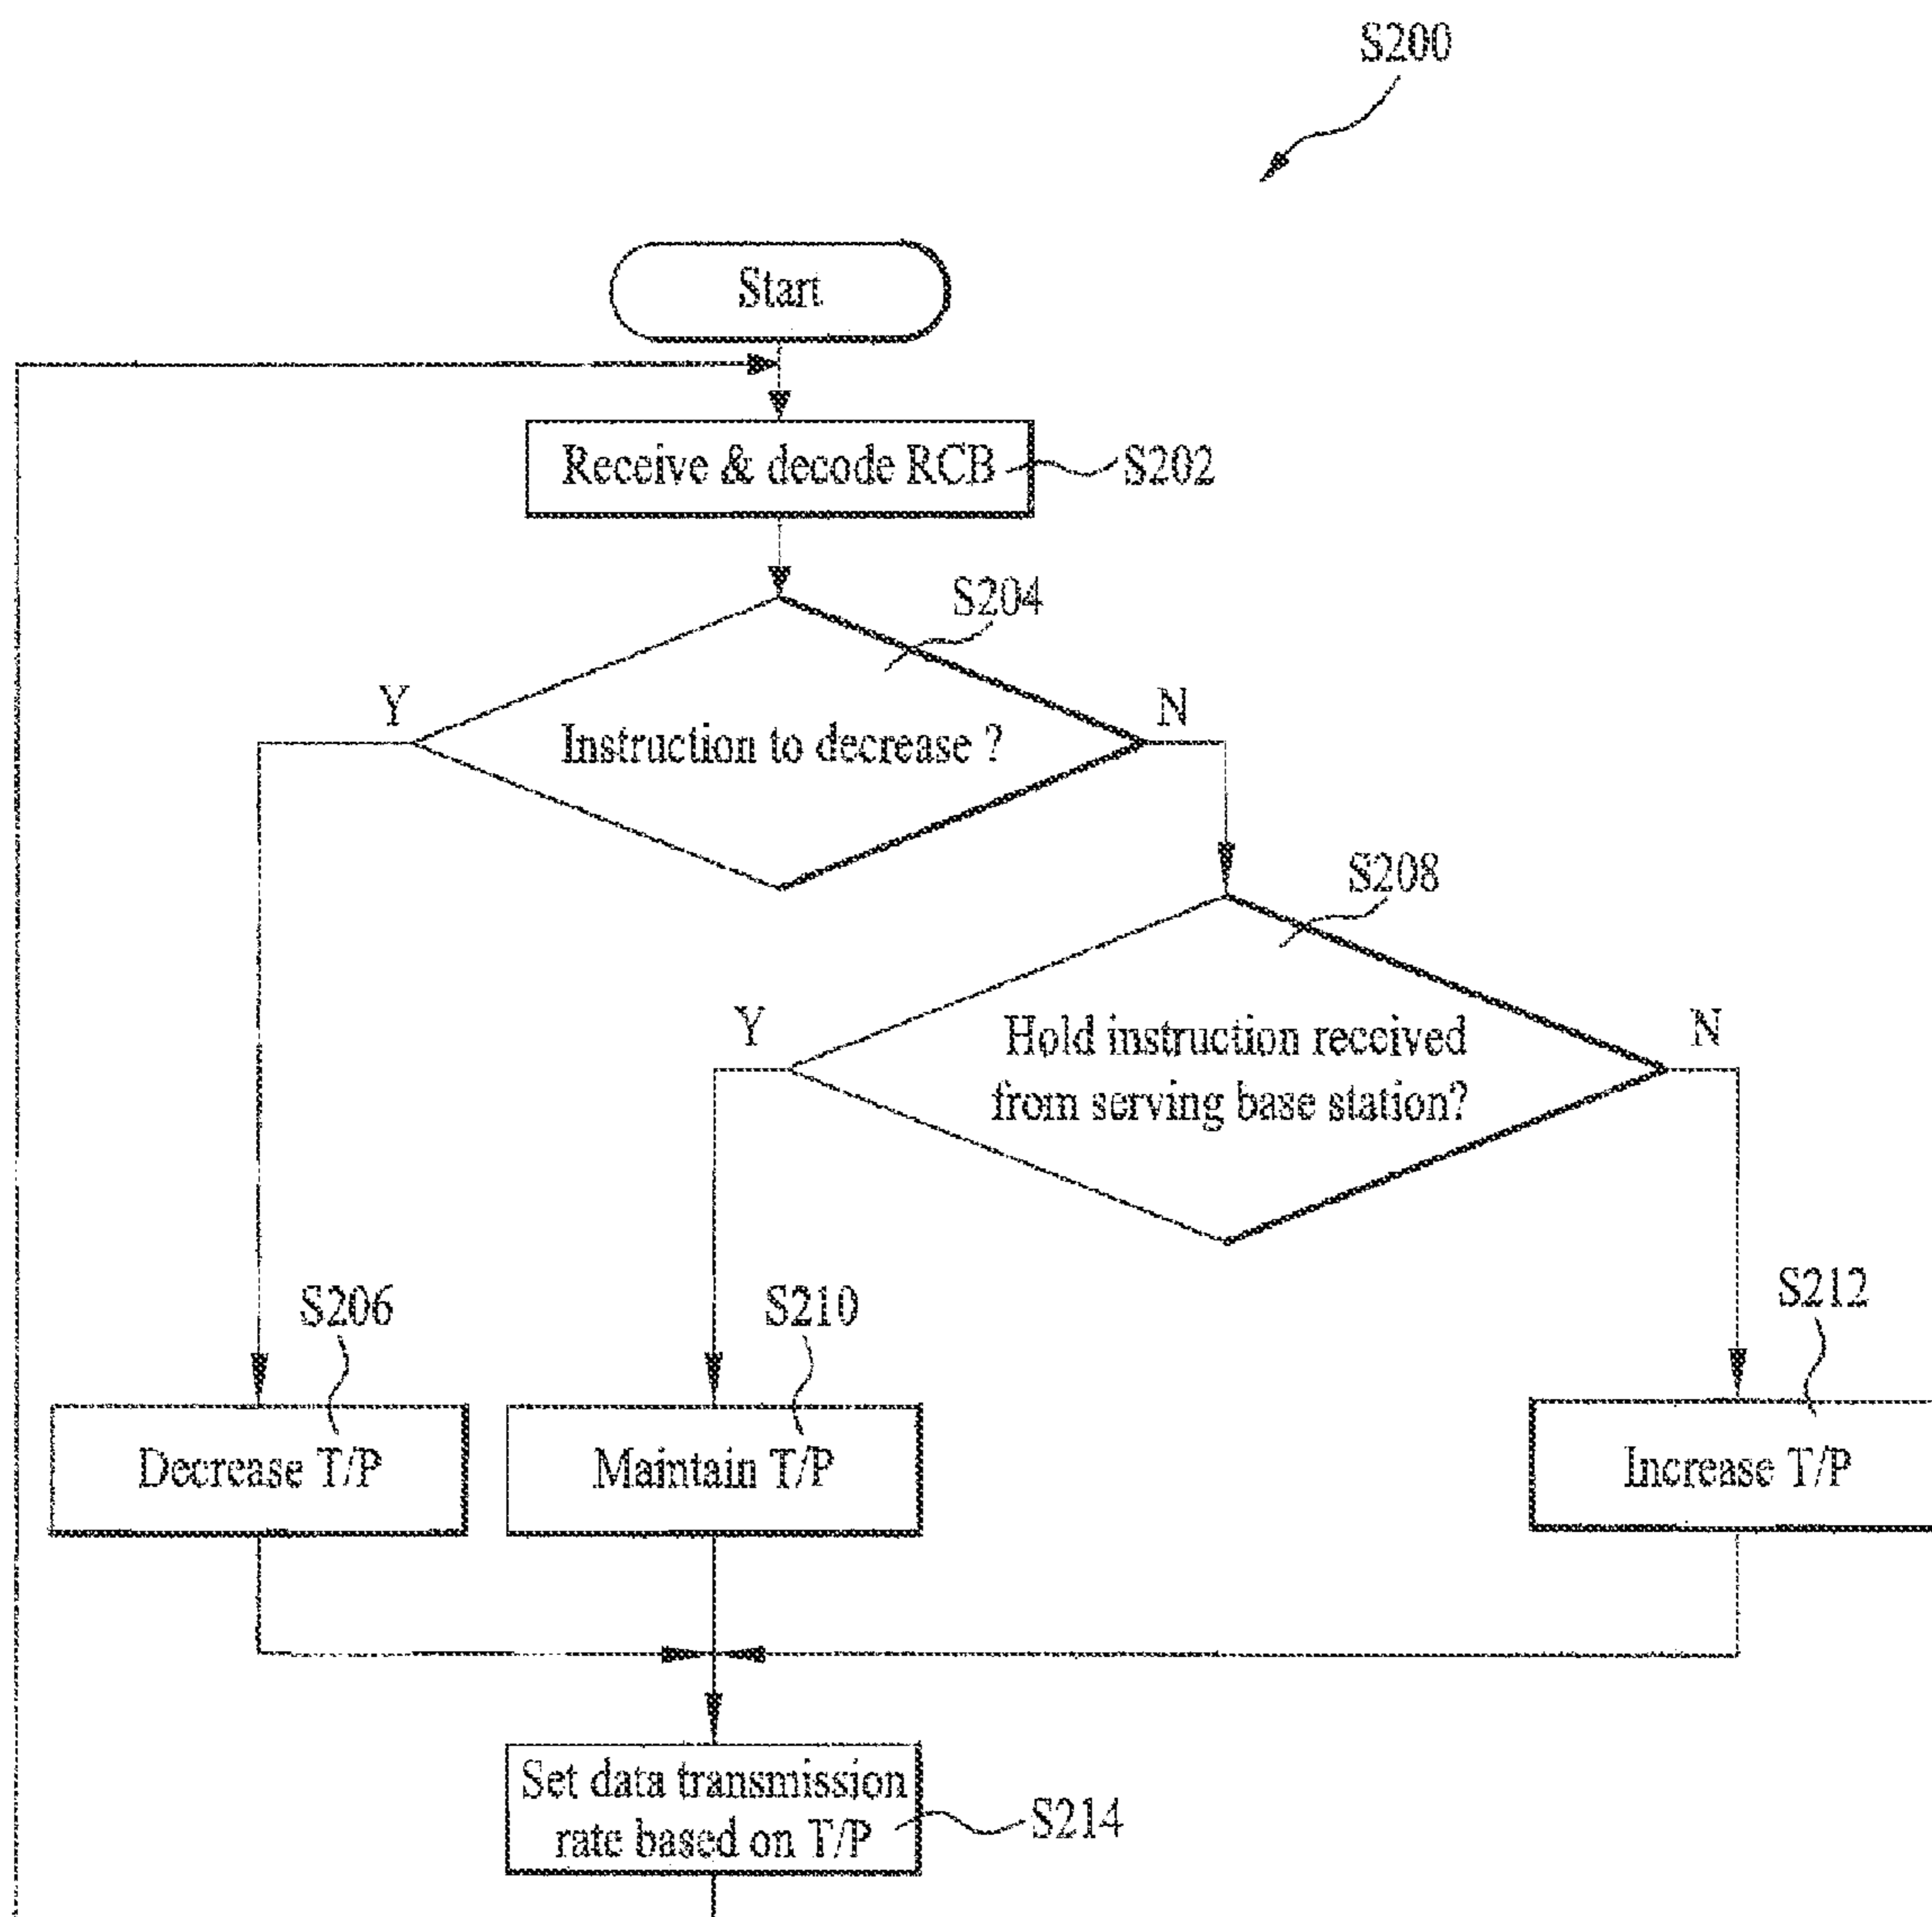 S200
Start
Receive & decode RCB
S202
S204
Y
N
Instruction to decrease ?
S208
Y
N
Hold instruction received
from serving base station?
S206
S210
S212
Decrease T/P
Maintain T/P
Increase T/P
Set data transmission
rate based on T/P
S214